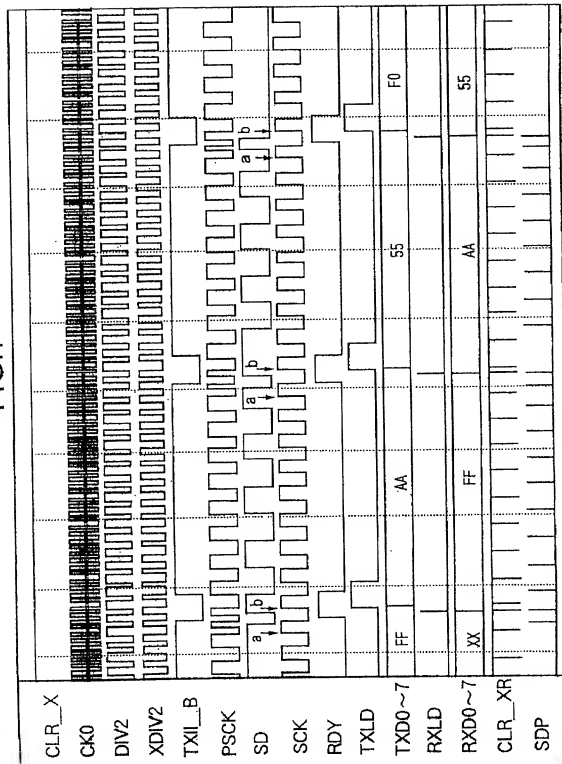 CLR_X
CK0
DIV2
XDIV2
TXII_B
PSCK
SD
a b a b a b
SCK
RDY
TXLD
TXD0~7 FF AA 55 F0
RXLD
RXD0~7 XX FF AA 55
CLR_XR
SDP